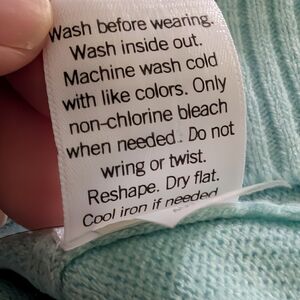 Wash before wearing.
Wash inside out.
Machine wash cold
with like colors. Only
non-chlorine bleach
when needed. Do not
wring or twist.
Reshape. Dry flat.
Cool iron if needed